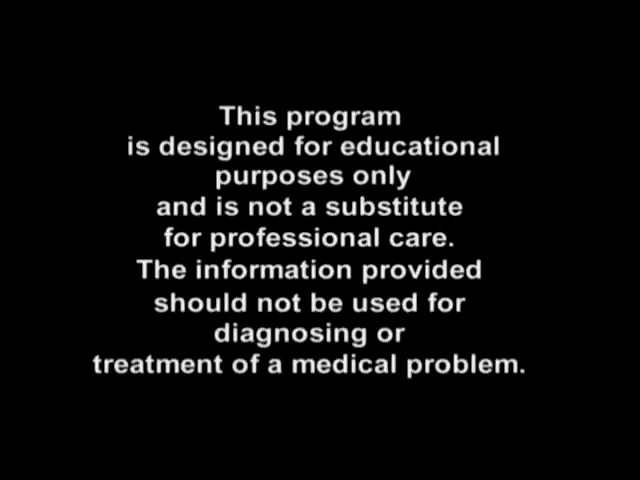 This program
is designed for educational
purposes only
and is not a substitute
for professional care.
The information provided
should not be used for
diagnosing or
treatment of a medical problem.